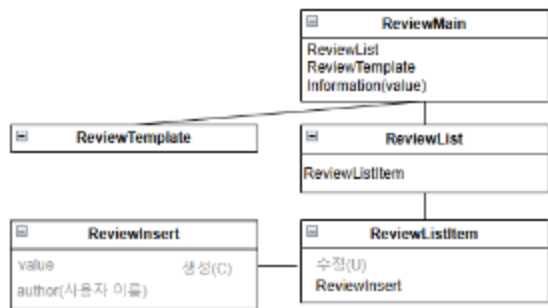 ReviewMain
ReviewList
ReviewTemplate
Information(value)
ReviewTemplate
ReviewList
ReviewListItem
ReviewInsert
value 생성(C)
author(사용자 이름)
ReviewListItem
수정(U)
ReviewInsert